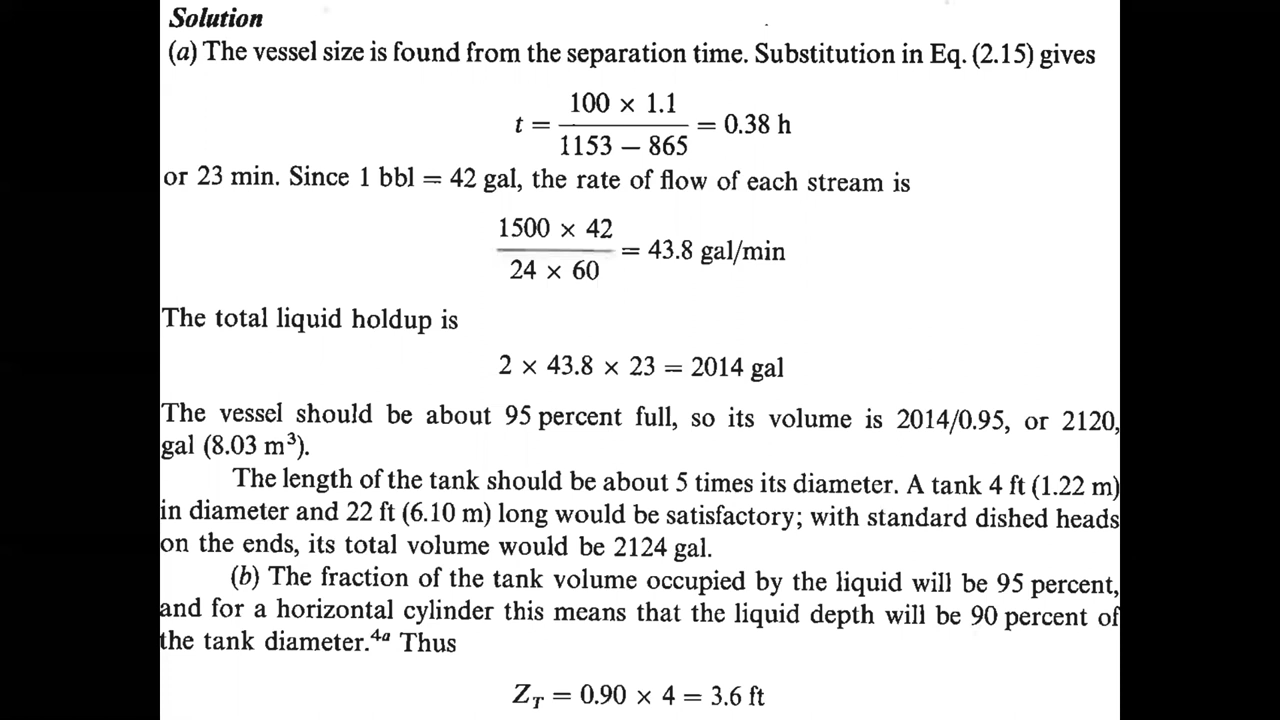 Solution
(a) The vessel size is found from the separation time. Substitution in Eq. (2.15) gives
t = 100 × 1.1 / 1153 − 865 = 0.38 h
or 23 min. Since 1 bbl = 42 gal, the rate of flow of each stream is
1500 × 42 / 24 × 60 = 43.8 gal/min
The total liquid holdup is
2 × 43.8 × 23 = 2014 gal
The vessel should be about 95 percent full, so its volume is 2014/0.95, or 2120,
gal (8.03 m³).
The length of the tank should be about 5 times its diameter. A tank 4 ft (1.22 m)
in diameter and 22 ft (6.10 m) long would be satisfactory; with standard dished heads
on the ends, its total volume would be 2124 gal.
(b) The fraction of the tank volume occupied by the liquid will be 95 percent,
and for a horizontal cylinder this means that the liquid depth will be 90 percent of
the tank diameter.⁴ᵃ Thus
Z_T = 0.90 × 4 = 3.6 ft